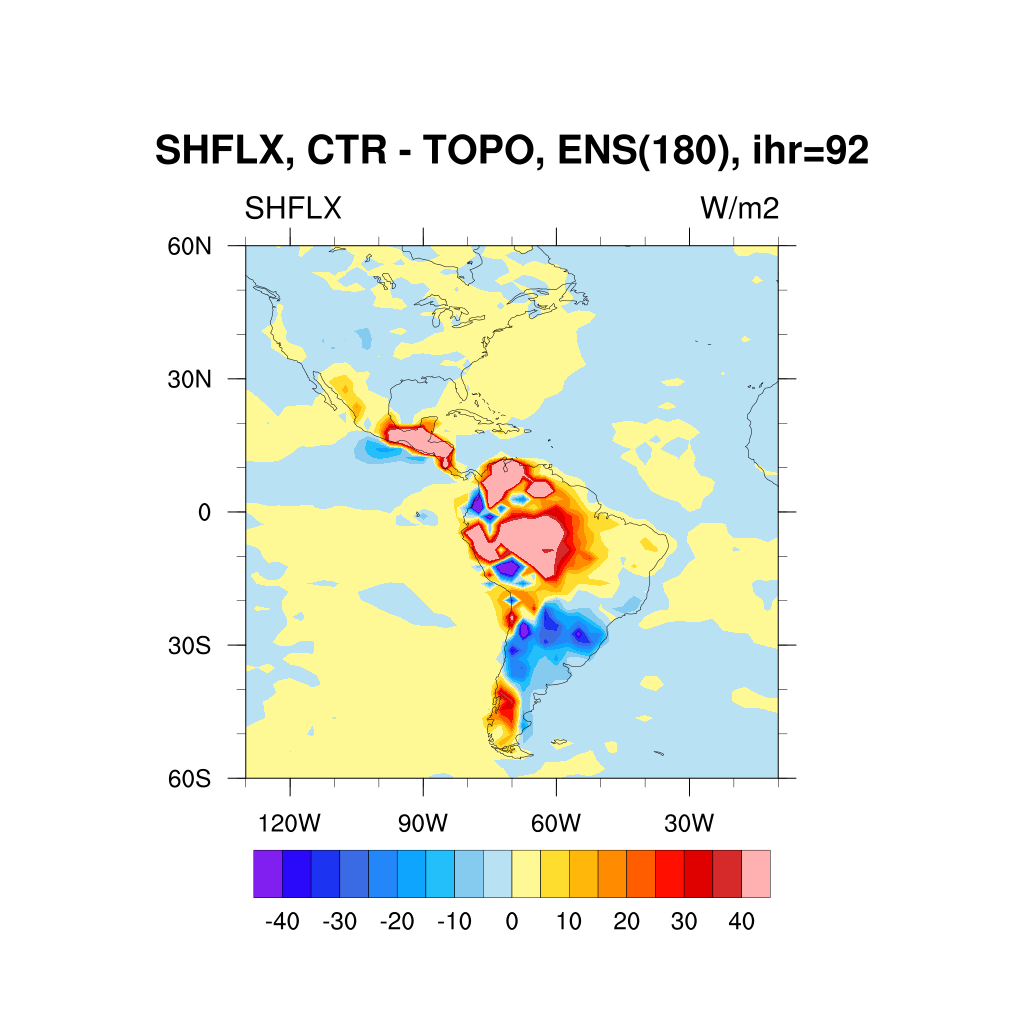 SHFLX, CTR - TOPO, ENS(180), ihr=92
SHFLX W/m2
60N
30N
0
30S
60S
120W 90W 60W 30W
-40 -30 -20 -10 0 10 20 30 40